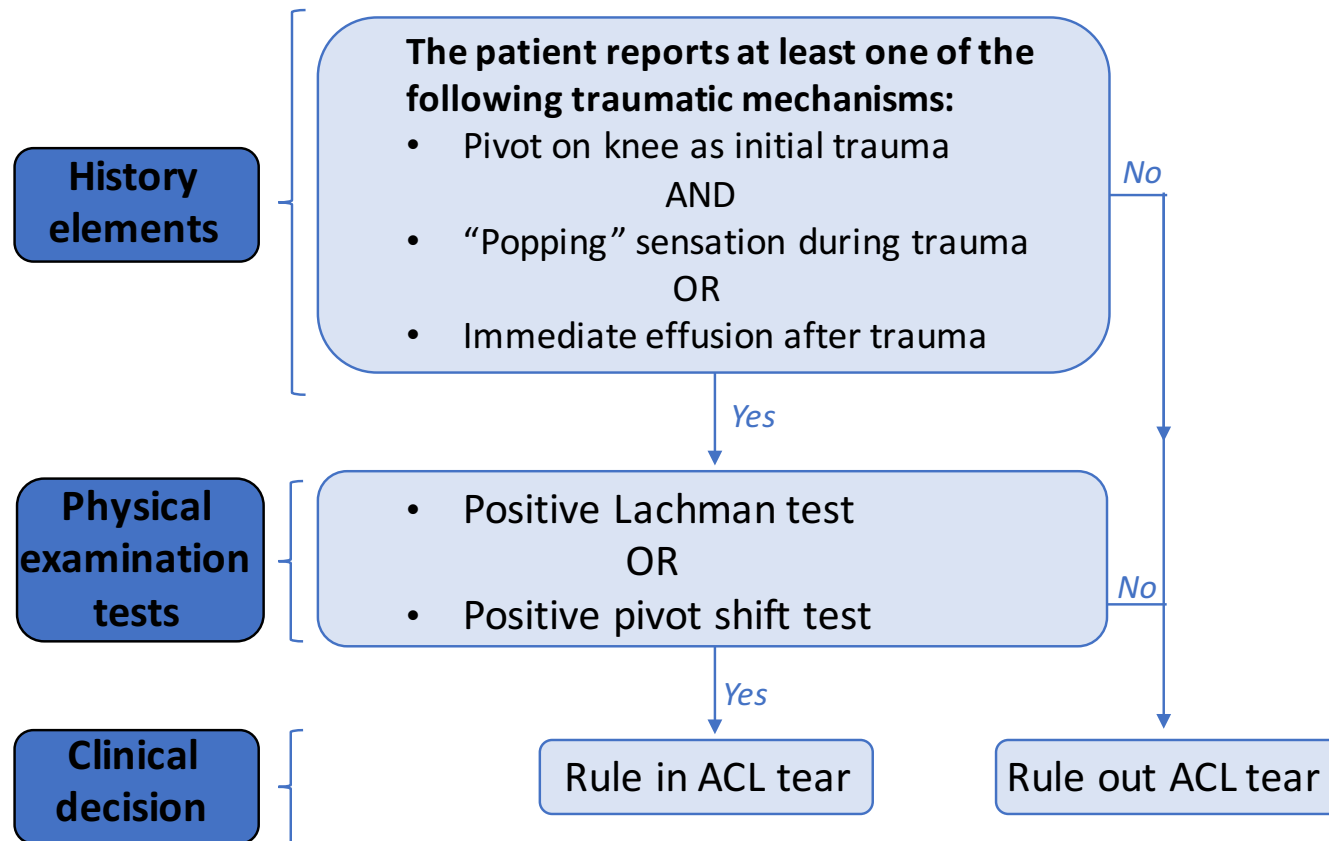 History
elements
The patient reports at least one of the
following traumatic mechanisms:
• Pivot on knee as initial trauma
AND
• “Popping” sensation during trauma
OR
• Immediate effusion after trauma
No
Yes
Physical
examination
tests
• Positive Lachman test
OR
• Positive pivot shift test
No
Yes
Clinical
decision
Rule in ACL tear
Rule out ACL tear